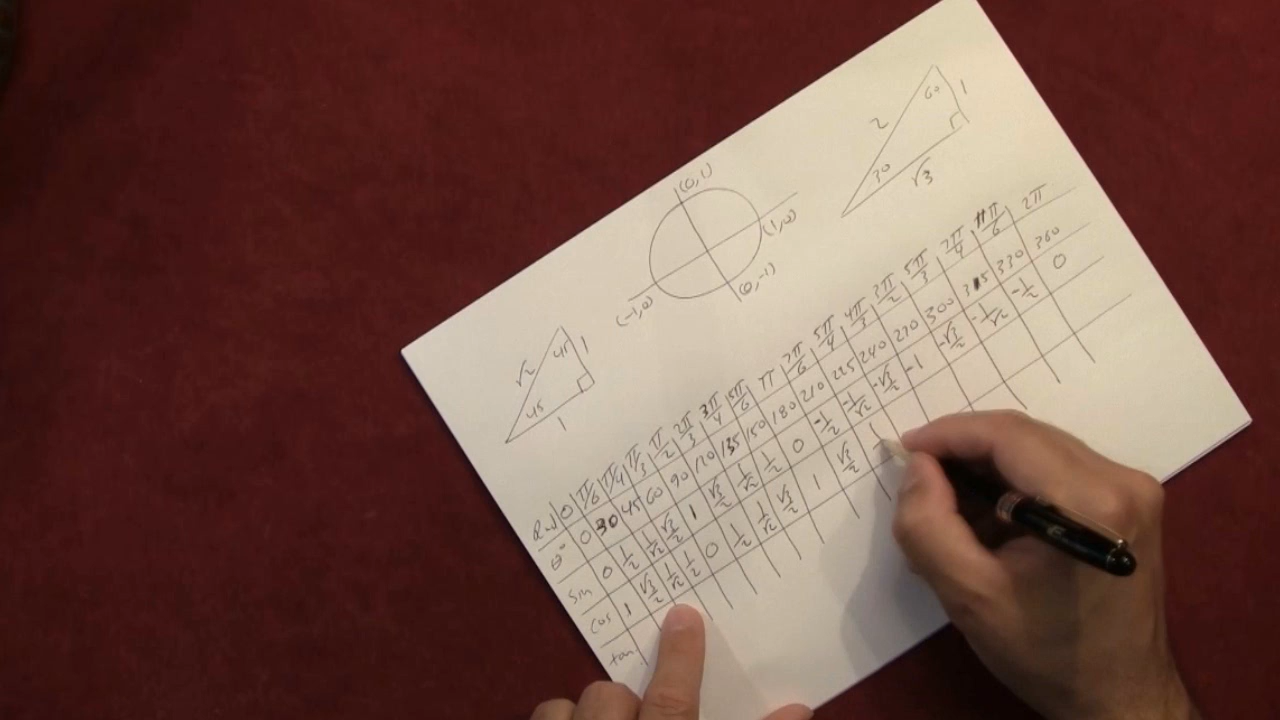 √2 45 1
45
1
(0,1)
(1,0)
(-1,0)
(0,-1)
2 60 1
30
√3
Rad 0 π/6 π/4 π/3 π/2 2π/3 3π/4 5π/6 π 7π/6 5π/4 4π/3 3π/2 5π/3 7π/4 11π/6 2π
θ° 0 30 45 60 90 120 135 150 180 210 225 240 270 300 315 330 360
sin 0 1/2 1/√2 √3/2 1 √3/2 1/√2 1/2 0 -1/2 -1/√2 -√3/2 -1 -√3/2 -1/√2 -1/2 0
cos 1 √3/2 1/√2 1/2 0 1/2 1/√2 √3/2 1 √3/2 1
tan